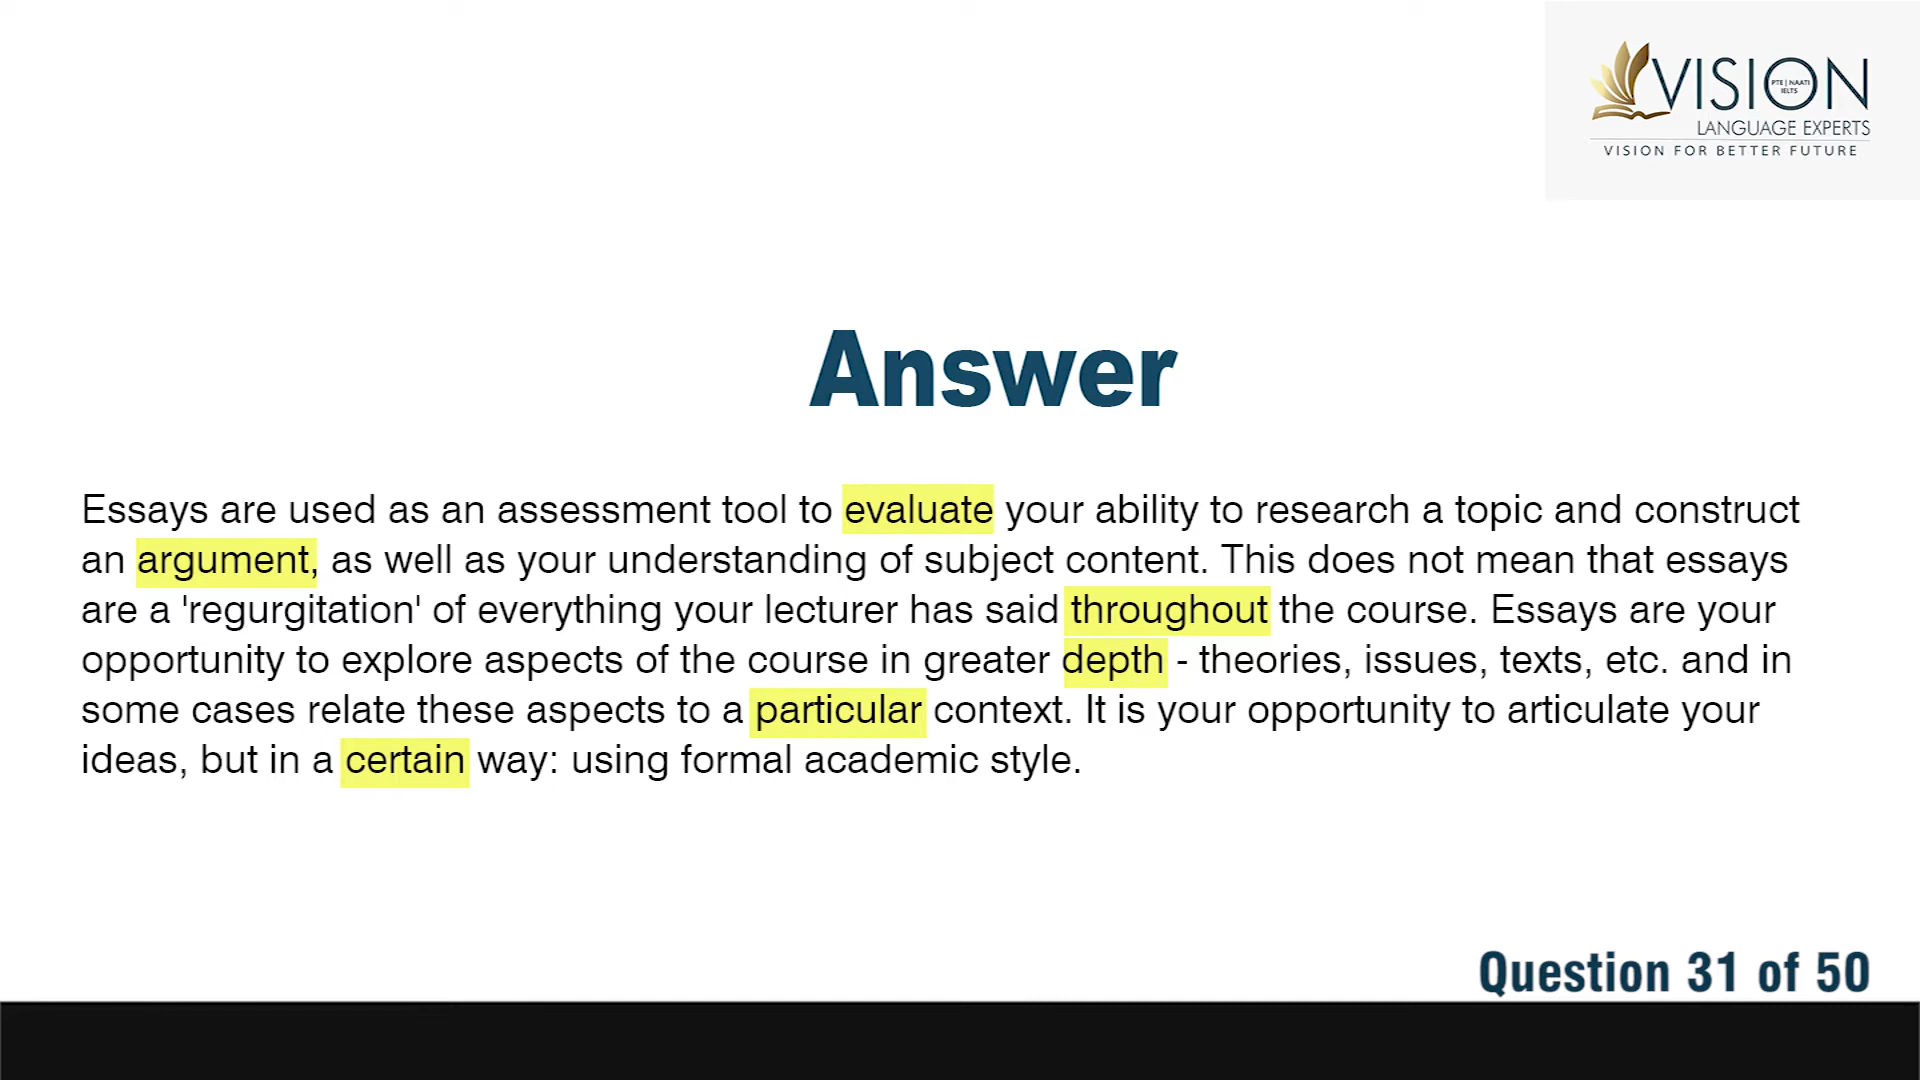 VISION
PTE | NAATI
IELTS
LANGUAGE EXPERTS
VISION FOR BETTER FUTURE
Answer
Essays are used as an assessment tool to evaluate your ability to research a topic and construct
an argument, as well as your understanding of subject content. This does not mean that essays
are a 'regurgitation' of everything your lecturer has said throughout the course. Essays are your
opportunity to explore aspects of the course in greater depth - theories, issues, texts, etc. and in
some cases relate these aspects to a particular context. It is your opportunity to articulate your
ideas, but in a certain way: using formal academic style.
Question 31 of 50